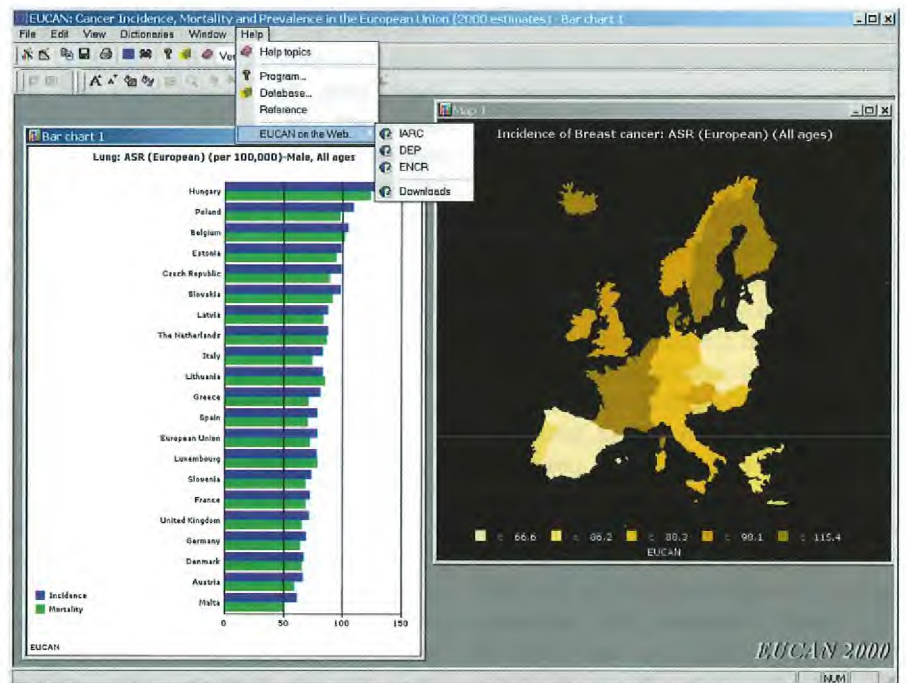 EUCAN: Cancer Incidence, Mortality and Prevalence in the European Union (2000 estimates) - Bar chart 1
File Edit View Dictionaries Window Help
Help topics
Program...
Database...
Reference
EUCAN on the Web
IARC
DEP
ENCR
Downloads
Bar chart 1
Lung: ASR (European) (per 100,000)-Male, All ages
Hungary
Poland
Belgium
Estonia
Czech Republic
Slovakia
Latvia
The Netherlands
Italy
Lithuania
Greece
Spain
European Union
Luxembourg
Slovenia
France
United Kingdom
Germany
Denmark
Austria
Malta
0 50 100 150
Incidence
Mortality
EUCAN
Map 1
Incidence of Breast cancer: ASR (European) (All ages)
< 66.6 < 86.2 < 88.3 < 98.1 < 115.4
EUCAN
EUCAN 2000
NUM